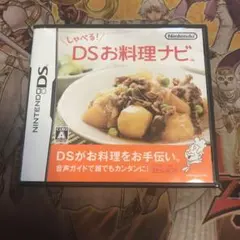 しゃべる!
DSお料理ナビ
Nintendo
NINTENDO DS
A
DSがお料理をお手伝い。
音声ガイドで誰でもカンタンに!